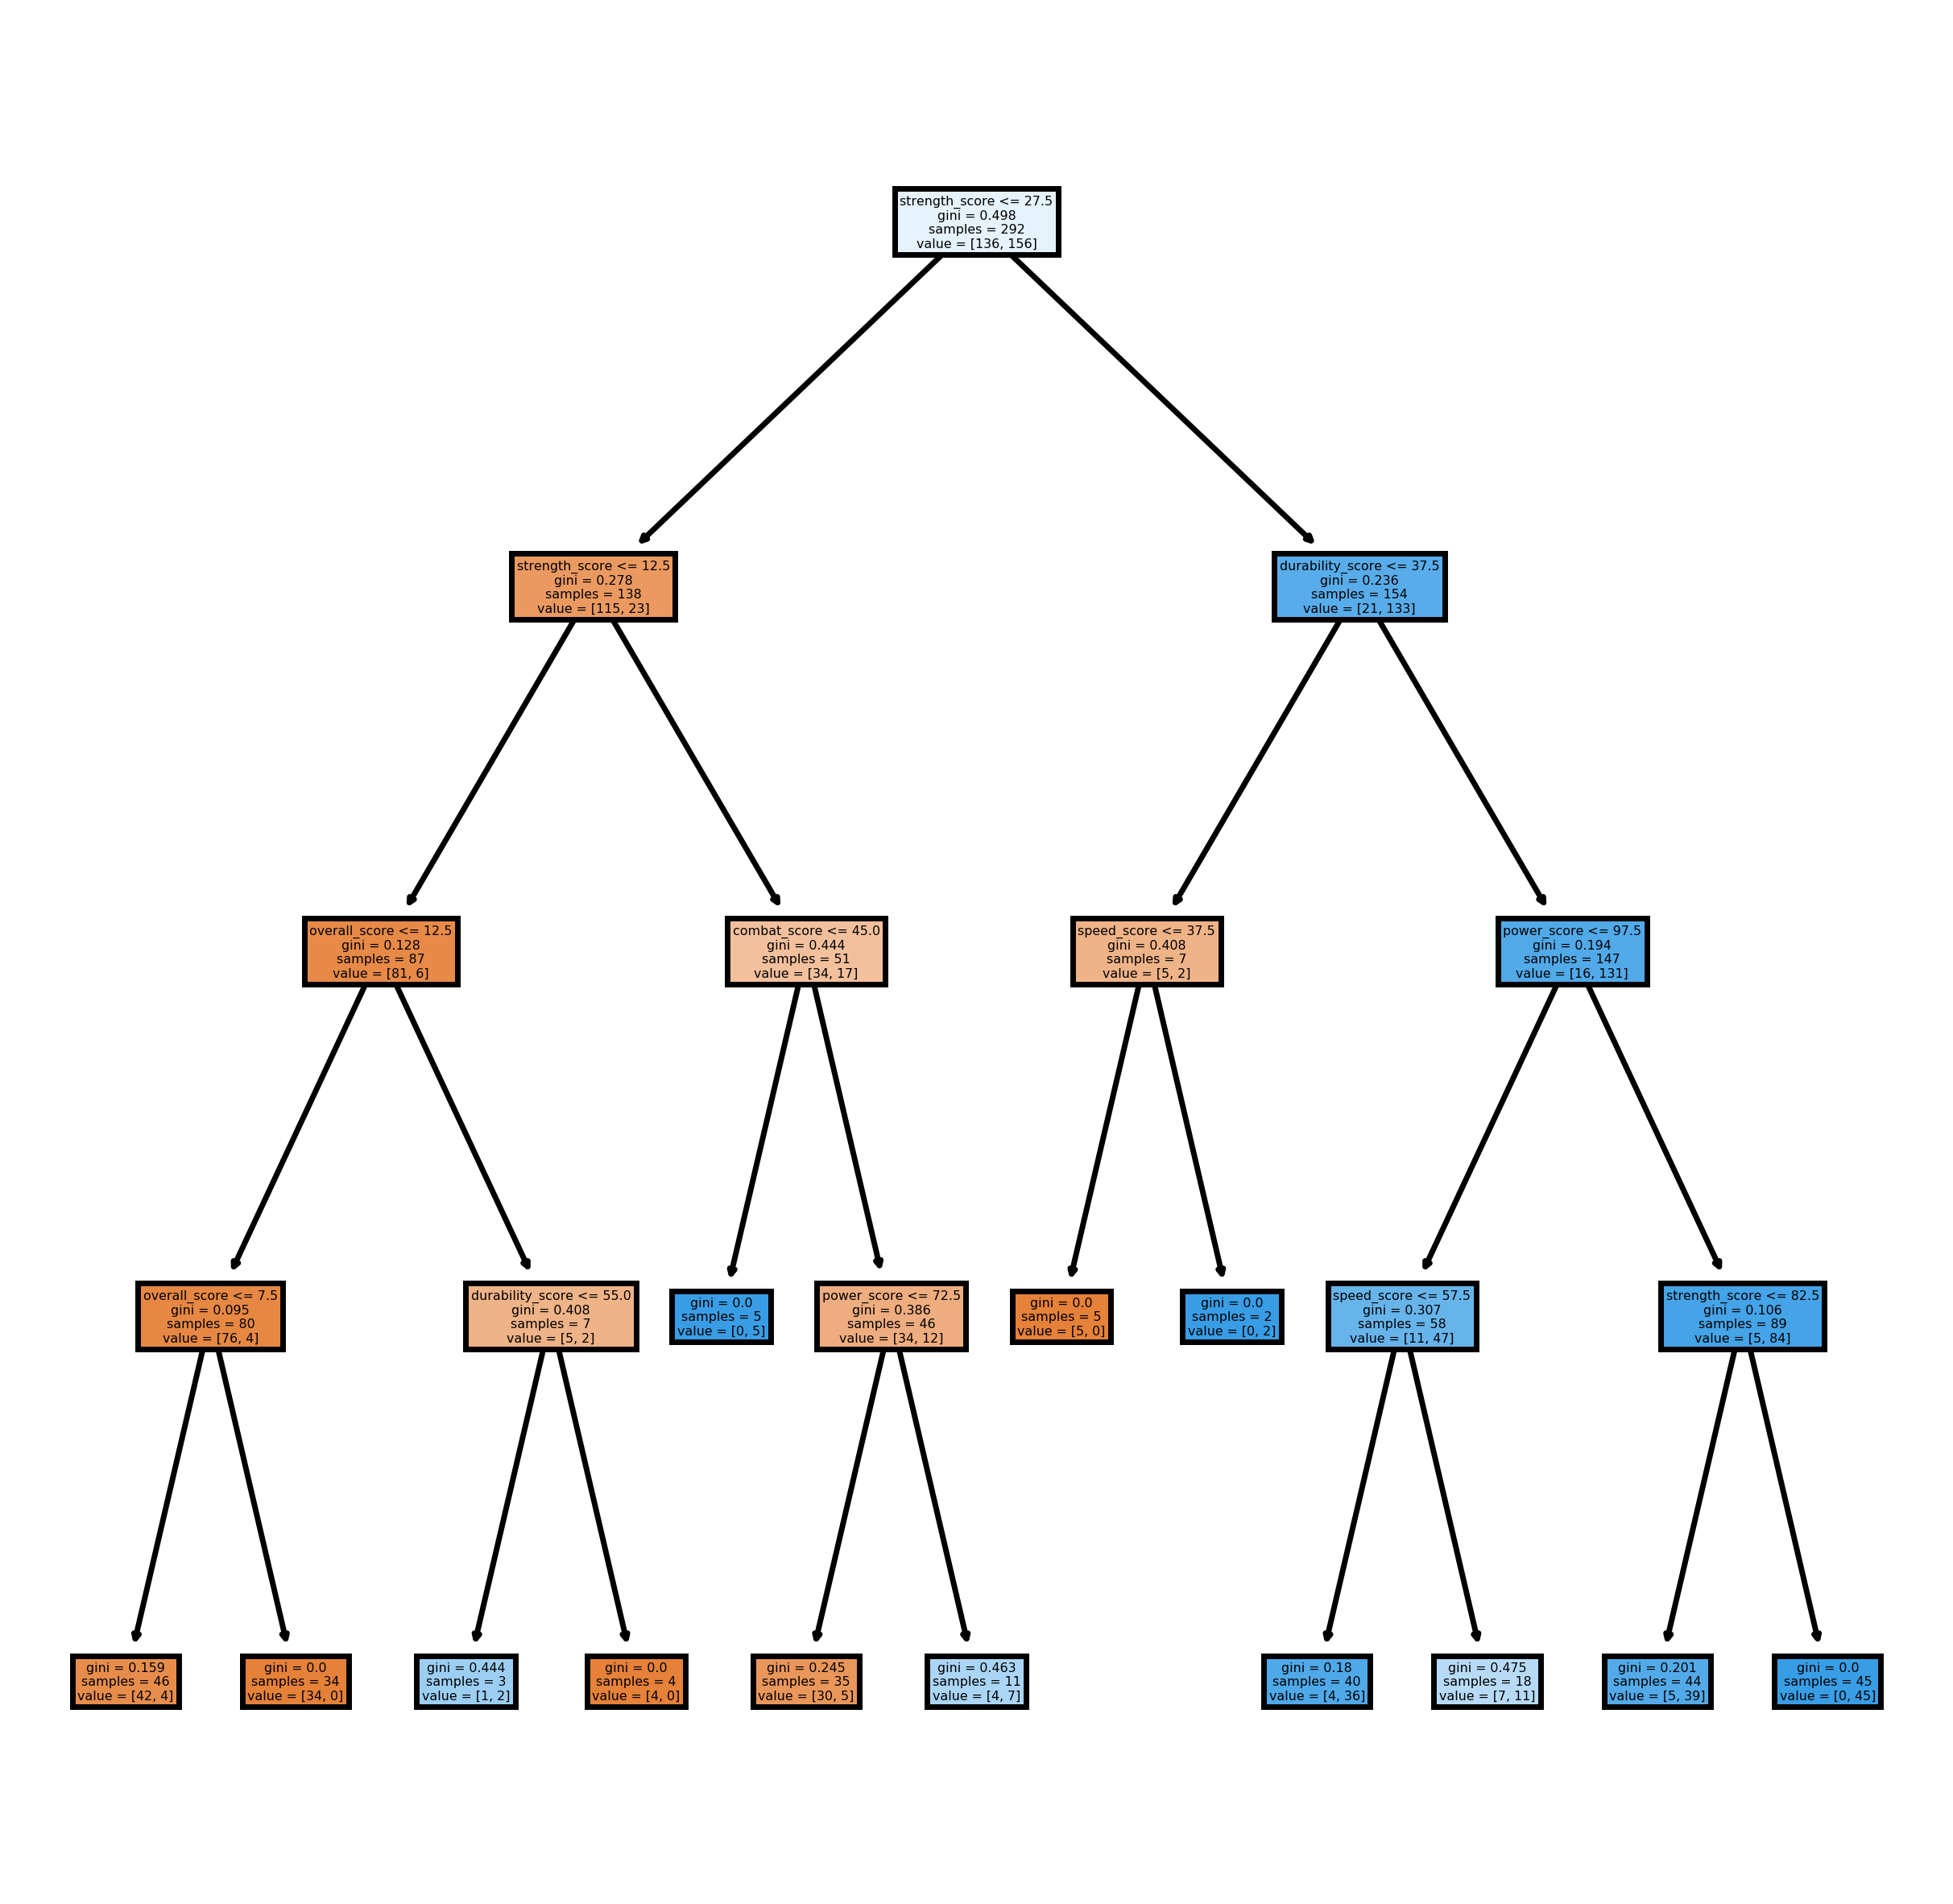 strength_score <= 27.5
gini = 0.498
samples = 292
value = [136, 156]
strength_score <= 12.5
gini = 0.278
samples = 138
value = [115, 23]
durability_score <= 37.5
gini = 0.236
samples = 154
value = [21, 133]
overall_score <= 12.5
gini = 0.128
samples = 87
value = [81, 6]
combat_score <= 45.0
gini = 0.444
samples = 51
value = [34, 17]
speed_score <= 37.5
gini = 0.408
samples = 7
value = [5, 2]
power_score <= 97.5
gini = 0.194
samples = 147
value = [16, 131]
overall_score <= 7.5
gini = 0.095
samples = 80
value = [76, 4]
durability_score <= 55.0
gini = 0.408
samples = 7
value = [5, 2]
gini = 0.0
samples = 5
value = [0, 5]
power_score <= 72.5
gini = 0.386
samples = 46
value = [34, 12]
gini = 0.0
samples = 5
value = [5, 0]
gini = 0.0
samples = 2
value = [0, 2]
speed_score <= 57.5
gini = 0.307
samples = 58
value = [11, 47]
strength_score <= 82.5
gini = 0.106
samples = 89
value = [5, 84]
gini = 0.159
samples = 46
value = [42, 4]
gini = 0.0
samples = 34
value = [34, 0]
gini = 0.444
samples = 3
value = [1, 2]
gini = 0.0
samples = 4
value = [4, 0]
gini = 0.245
samples = 35
value = [30, 5]
gini = 0.463
samples = 11
value = [4, 7]
gini = 0.18
samples = 40
value = [4, 36]
gini = 0.475
samples = 18
value = [7, 11]
gini = 0.201
samples = 44
value = [5, 39]
gini = 0.0
samples = 45
value = [0, 45]